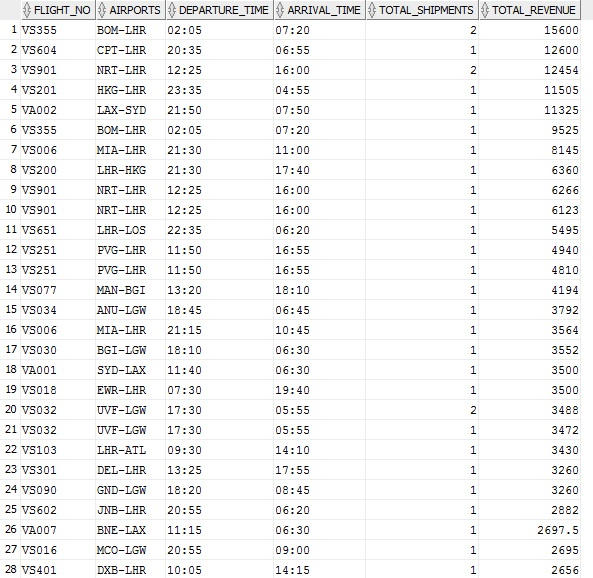 FLIGHT_NO AIRPORTS DEPARTURE_TIME ARRIVAL_TIME TOTAL_SHIPMENTS TOTAL_REVENUE
1 VS355 BOM-LHR 02:05 07:20 2 15600
2 VS604 CPT-LHR 20:35 06:55 1 12600
3 VS901 NRT-LHR 12:25 16:00 2 12454
4 VS201 HKG-LHR 23:35 04:55 1 11505
5 VA002 LAX-SYD 21:50 07:50 1 11325
6 VS355 BOM-LHR 02:05 07:20 1 9525
7 VS006 MIA-LHR 21:30 11:00 1 8145
8 VS200 LHR-HKG 21:30 17:40 1 6360
9 VS901 NRT-LHR 12:25 16:00 1 6266
10 VS901 NRT-LHR 12:25 16:00 1 6123
11 VS651 LHR-LOS 22:35 06:20 1 5495
12 VS251 PVG-LHR 11:50 16:55 1 4940
13 VS251 PVG-LHR 11:50 16:55 1 4810
14 VS077 MAN-BGI 13:20 18:10 1 4194
15 VS034 ANU-LGW 18:45 06:45 1 3792
16 VS006 MIA-LHR 21:15 10:45 1 3564
17 VS030 BGI-LGW 18:10 06:30 1 3552
18 VA001 SYD-LAX 11:40 06:30 1 3500
19 VS018 EWR-LHR 07:30 19:40 1 3500
20 VS032 UVF-LGW 17:30 05:55 2 3488
21 VS032 UVF-LGW 17:30 05:55 1 3472
22 VS103 LHR-ATL 09:30 14:10 1 3430
23 VS301 DEL-LHR 13:25 17:55 1 3260
24 VS090 GND-LGW 18:20 08:45 1 3260
25 VS602 JNB-LHR 20:55 06:20 1 2882
26 VA007 BNE-LAX 11:15 06:30 1 2697.5
27 VS016 MCO-LGW 20:55 09:00 1 2695
28 VS401 DXB-LHR 10:05 14:15 1 2656